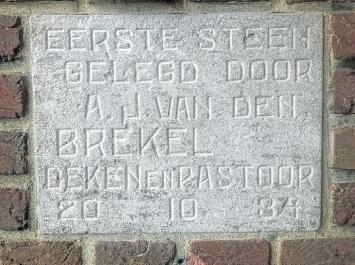 EERSTE STEEN
GELEGD DOOR
A.J. VAN DEN
BREKEL
DEKEN EN PASTOOR
20 10 34